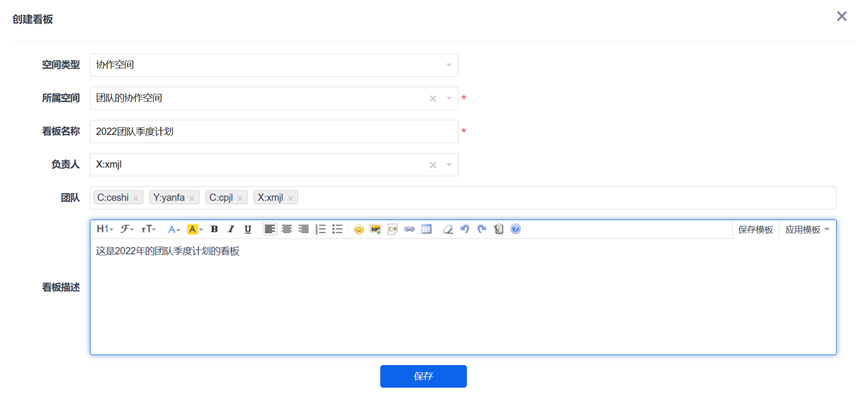 创建看板
空间类型 协作空间
所属空间 团队的协作空间 *
看板名称 2022团队季度计划 *
负责人 X:xmjl
团队 C:ceshi Y:yanfa C:cpjl X:xmjl
H1 ℱ тT A A B I U 保存模板 应用模板
这是2022年的团队季度计划的看板
看板描述
保存